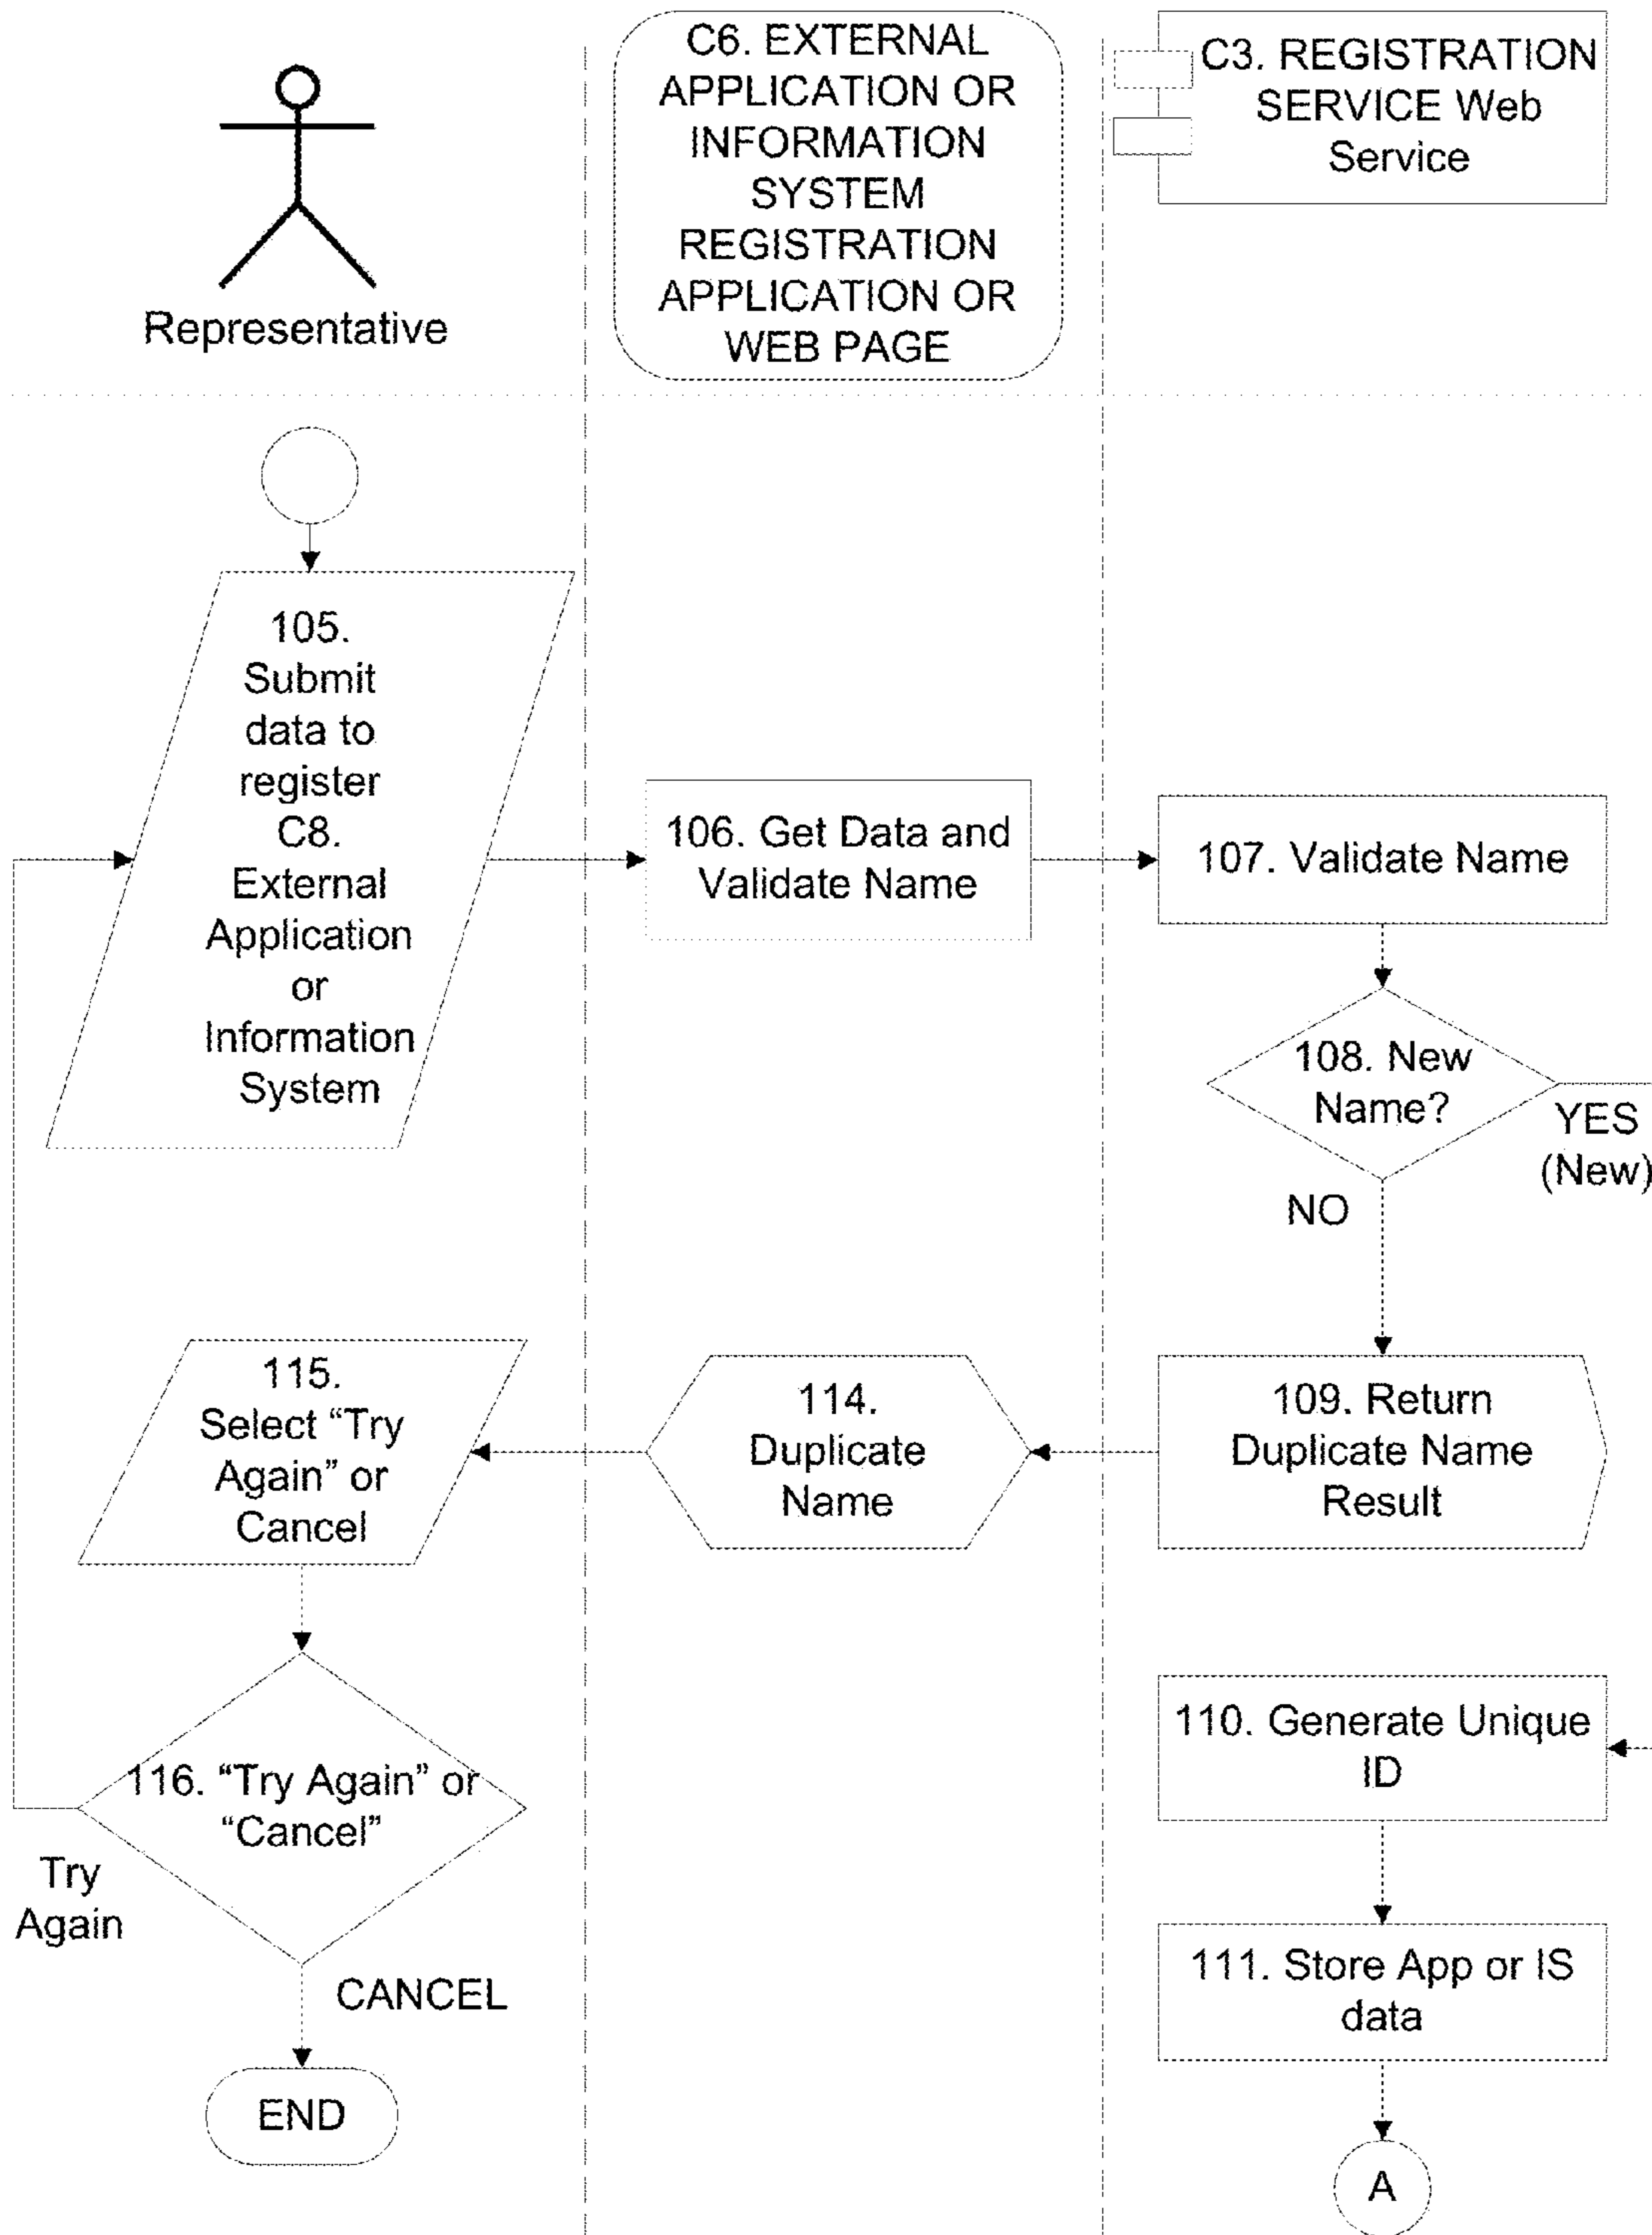 Representative
C6. EXTERNAL
APPLICATION OR
INFORMATION
SYSTEM
REGISTRATION
APPLICATION OR
WEB PAGE
C3. REGISTRATION
SERVICE Web
Service
105.
Submit
data to
register
C8.
External
Application
or
Information
System
106. Get Data and
Validate Name
107. Validate Name
108. New
Name?
YES
(New)
NO
109. Return
Duplicate Name
Result
114.
Duplicate
Name
115.
Select “Try
Again” or
Cancel
116. “Try Again” or
“Cancel”
Try
Again
CANCEL
END
110. Generate Unique
ID
111. Store App or IS
data
A